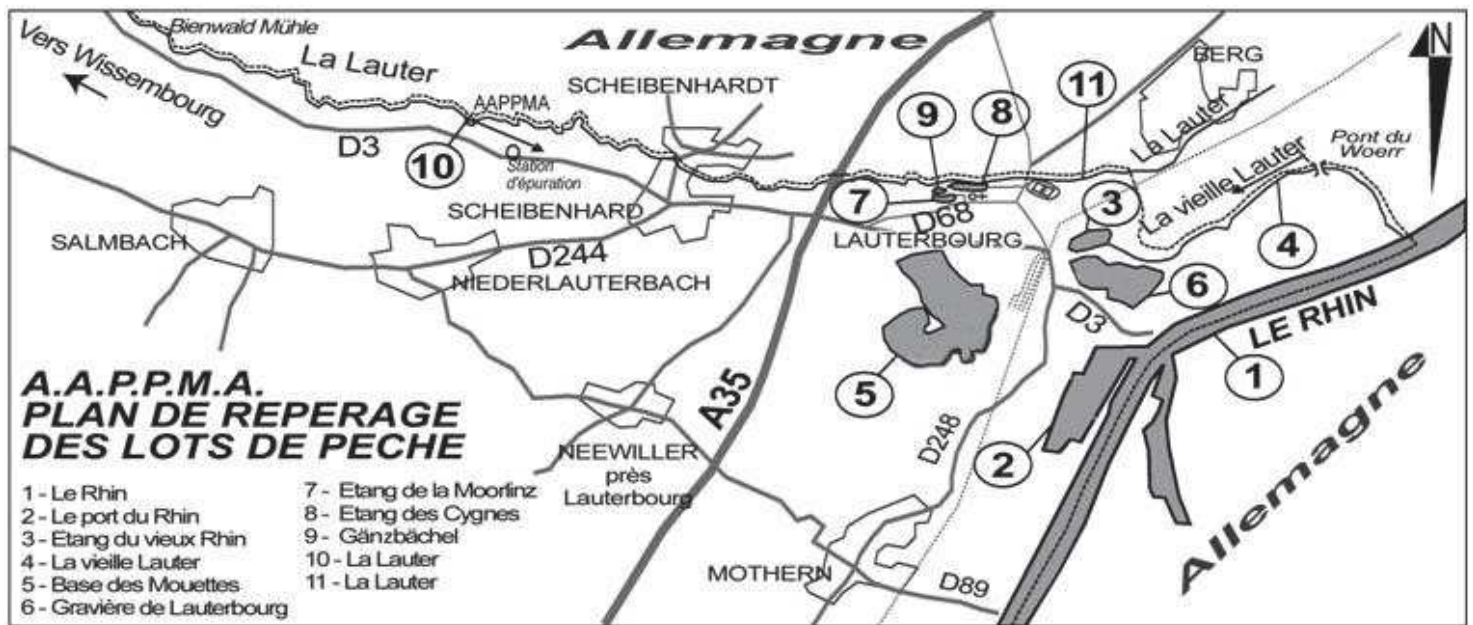 Bienwald Mühle
Allemagne
N
Vers Wissembourg
La Lauter
SCHEIBENHARDT
BERG
9
8
11
AAPPMA
D3
10
Station
d'épuration
La Lauter
Pont du
Woerr
La vieille Lauter
7
D68
3
4
SCHEIBENHARD
SALMBACH
D244
LAUTERBOURG
NIEDERLAUTERBACH
6
D3
LE RHIN
5
1
A35
A.A.P.P.M.A.
PLAN DE REPERAGE
DES LOTS DE PECHE
D248
2
Allemagne
NEEWILLER
près
Lauterbourg
1 - Le Rhin
2 - Le port du Rhin
3 - Etang du vieux Rhin
4 - La vieille Lauter
5 - Base des Mouettes
6 - Gravière de Lauterbourg
7 - Etang de la Moorlinz
8 - Etang des Cygnes
9 - Gänzbächel
10 - La Lauter
11 - La Lauter
MOTHERN
D89